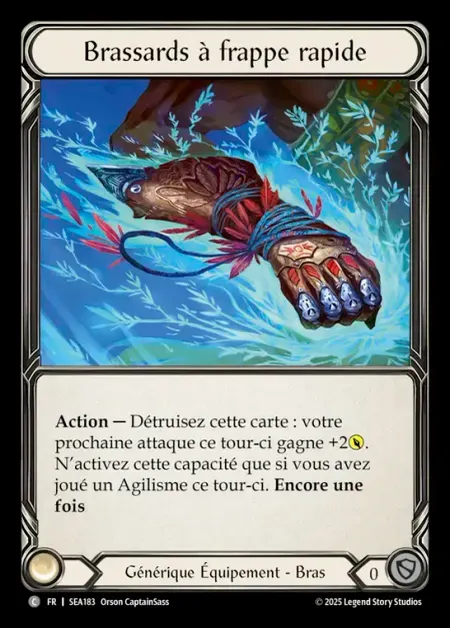 Brassards à frappe rapide
Action — Détruisez cette carte : votre
prochaine attaque ce tour-ci gagne +2.
N’activez cette capacité que si vous avez
joué un Agilisme ce tour-ci. Encore une
fois
Générique Équipement - Bras
0
C FR | SEA183 Orson CaptainSass
© 2025 Legend Story Studios